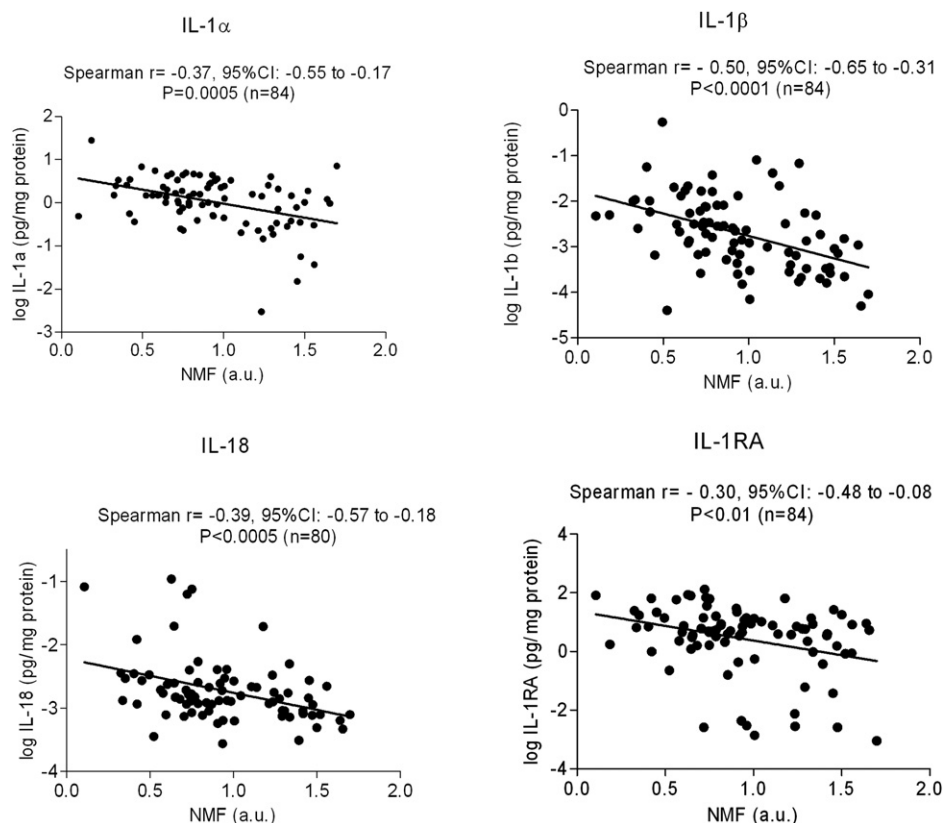 IL-1α
Spearman r= -0.37, 95%CI: -0.55 to -0.17
P=0.0005 (n=84)
log IL-1a (pg/mg protein)
2
1
0
-1
-2
-3
0.0 0.5 1.0 1.5 2.0
NMF (a.u.)
IL-1β
Spearman r= - 0.50, 95%CI: -0.65 to -0.31
P<0.0001 (n=84)
log IL-1b (pg/mg protein)
0
-1
-2
-3
-4
-5
0.0 0.5 1.0 1.5 2.0
NMF (a.u.)
IL-18
Spearman r= -0.39, 95%CI: -0.57 to -0.18
P<0.0005 (n=80)
log IL-18 (pg/mg protein)
-1
-2
-3
-4
0.0 0.5 1.0 1.5 2.0
NMF (a.u.)
IL-1RA
Spearman r= - 0.30, 95%CI: -0.48 to -0.08
P<0.01 (n=84)
log IL-1RA (pg/mg protein)
4
2
0
-2
-4
0.0 0.5 1.0 1.5 2.0
NMF (a.u.)